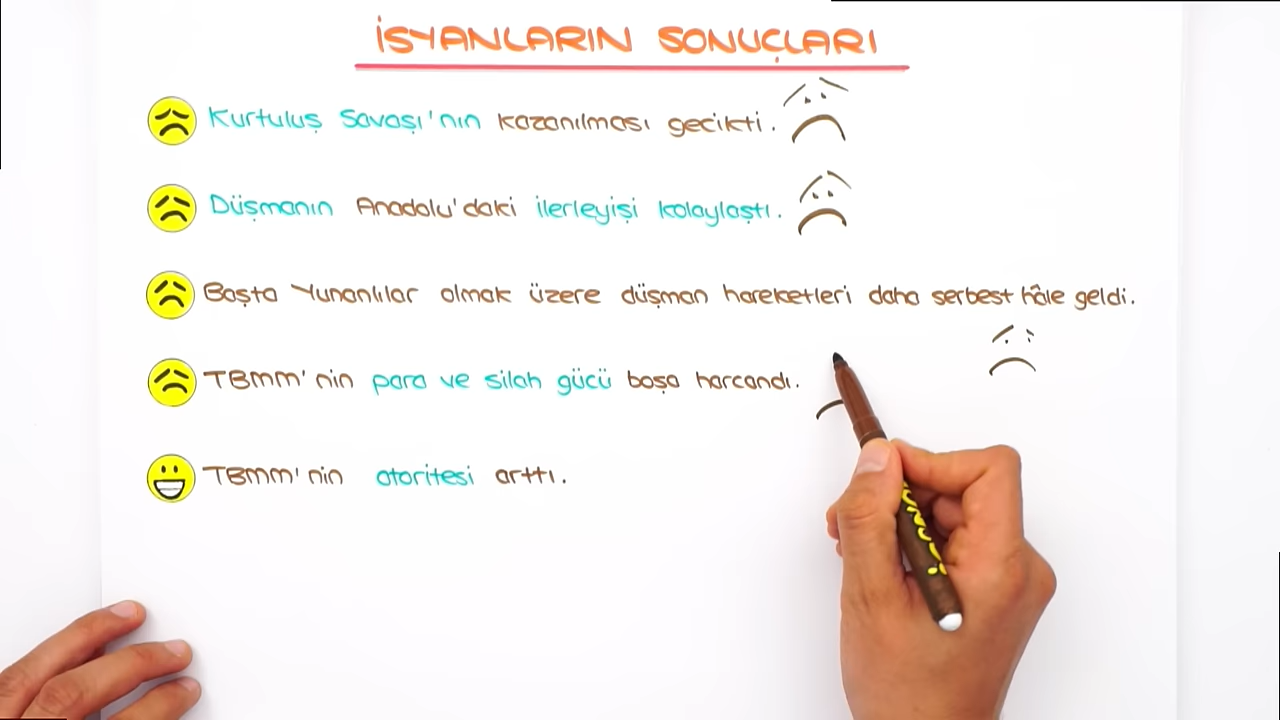 İSYANLARIN SONUÇLARI
Kurtuluş Savaşı'nın kazanılması gecikti.
Düşmanın Anadolu'daki ilerleyişi kolaylaştı.
Başta Yunanlılar olmak üzere düşman hareketleri daha serbest hâle geldi.
TBMM'nin para ve silah gücü boşa harcandı.
TBMM'nin otoritesi arttı.